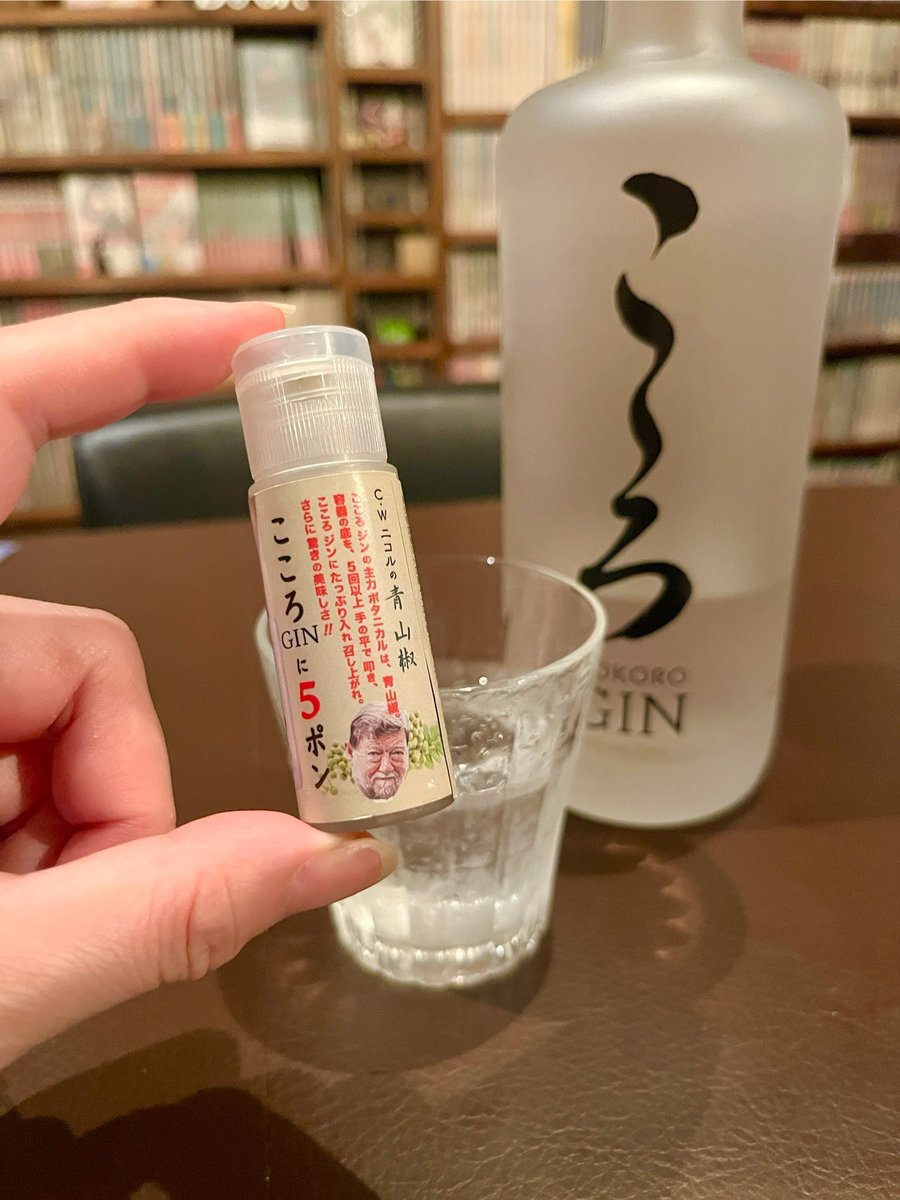 C.W ニコルの青山椒
こころジンの主力ボタニカルは、青山椒。
容器の底を、5回以上手の平で叩き、
こころジンにたっぷり入れ召し上がれ。
さらに驚きの美味しさ!!
こころGINに5ポン
こころ
OKORO
GIN